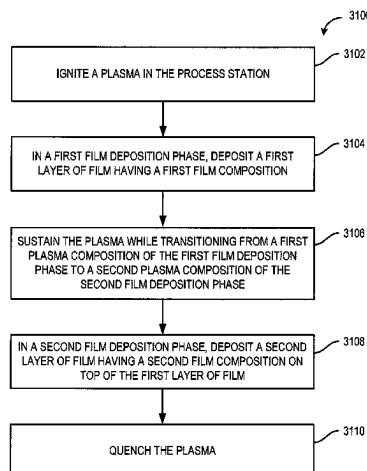 3100
3102
IGNITE A PLASMA IN THE PROCESS STATION
3104
IN A FIRST FILM DEPOSITION PHASE, DEPOSIT A FIRST
LAYER OF FILM HAVING A FIRST FILM COMPOSITION
3106
SUSTAIN THE PLASMA WHILE TRANSITIONING FROM A FIRST
PLASMA COMPOSITION OF THE FIRST FILM DEPOSITION
PHASE TO A SECOND PLASMA COMPOSITION OF THE
SECOND FILM DEPOSITION PHASE
3108
IN A SECOND FILM DEPOSITION PHASE, DEPOSIT A SECOND
LAYER OF FILM HAVING A SECOND FILM COMPOSITION ON
TOP OF THE FIRST LAYER OF FILM
3110
QUENCH THE PLASMA